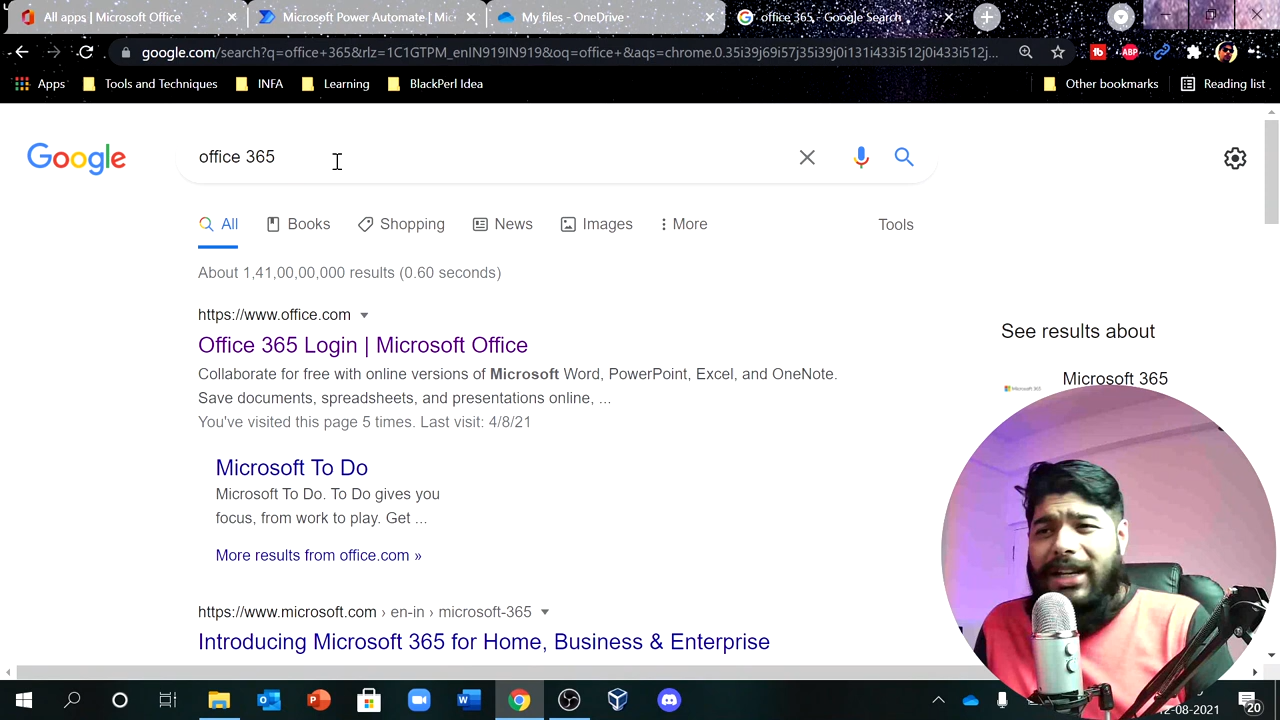 All apps | Microsoft Office
Microsoft Power Automate | Mic
My files - OneDrive
office 365 - Google Search
google.com/search?q=office+365&rlz=1C1GTPM_enIN919IN919&oq=office+&aqs=chrome.0.35i39j69i57j35i39j0i131i433i512j0i433i512j...
Apps
Tools and Techniques
INFA
Learning
BlackPerl Idea
Other bookmarks
Reading list
Google
office 365
All
Books
Shopping
News
Images
More
Tools
About 1,41,00,00,000 results (0.60 seconds)
https://www.office.com
Office 365 Login | Microsoft Office
Collaborate for free with online versions of Microsoft Word, PowerPoint, Excel, and OneNote.
Save documents, spreadsheets, and presentations online, ...
You've visited this page 5 times. Last visit: 4/8/21
Microsoft To Do
Microsoft To Do. To Do gives you
focus, from work to play. Get ...
More results from office.com »
https://www.microsoft.com › en-in › microsoft-365
Introducing Microsoft 365 for Home, Business & Enterprise
See results about
Microsoft 365
Microsoft 365
12-08-2021
20